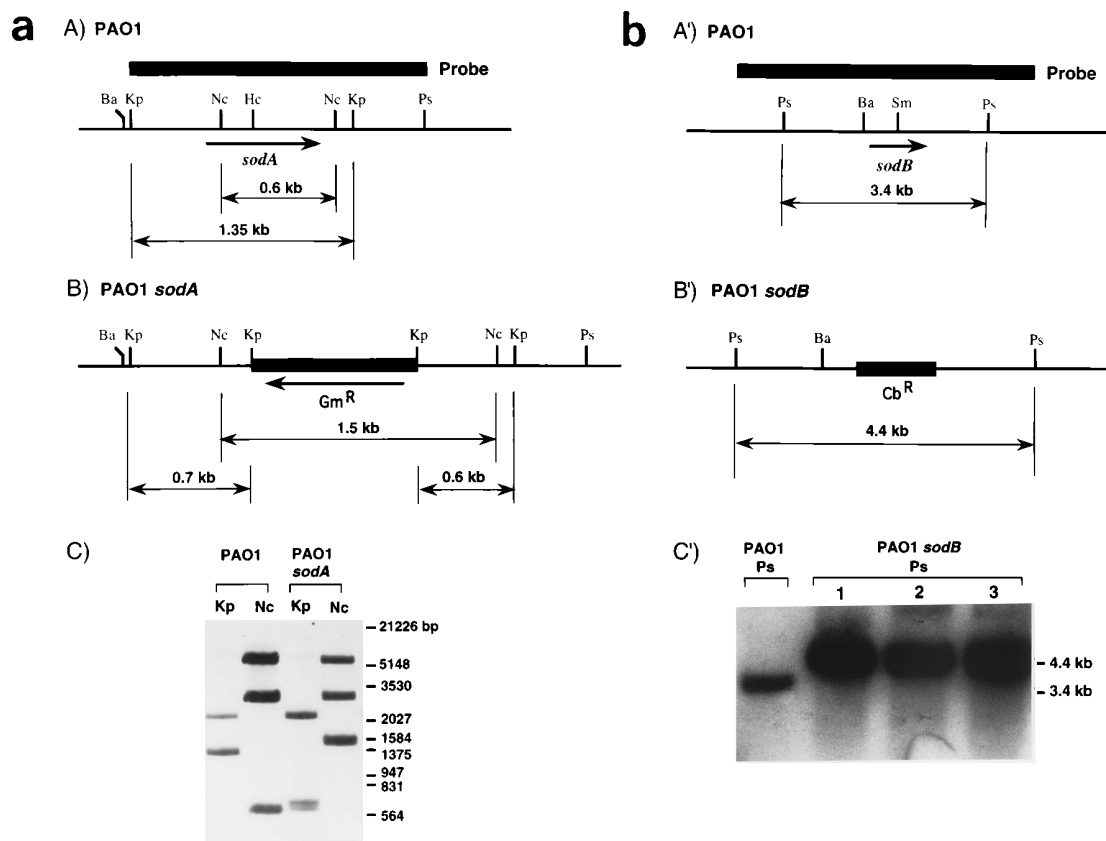 a
A) PAO1
Probe
Ba Kp Nc Hc Nc Kp Ps
sodA
0.6 kb
1.35 kb
B) PAO1 sodA
Ba Kp Nc Kp Kp Nc Kp Ps
Gm R
1.5 kb
0.7 kb 0.6 kb
C)
PAO1 PAO1 sodA
Kp Nc Kp Nc
21226 bp
5148
3530
2027
1584
1375
947
831
564
b
A') PAO1
Probe
Ps Ba Sm Ps
sodB
3.4 kb
B') PAO1 sodB
Ps Ba Ps
Cb R
4.4 kb
C')
PAO1 PAO1 sodB
Ps Ps
1 2 3
4.4 kb
3.4 kb